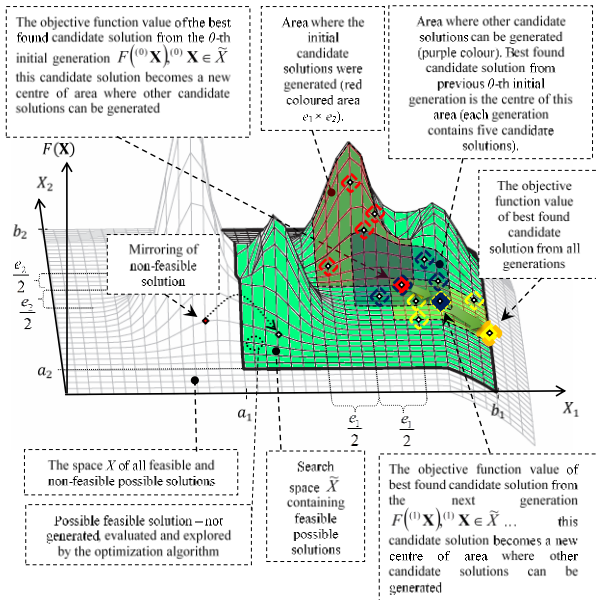 The objective function value of the best
found candidate solution from the 0-th
initial generation F((0)X),(0)X ∈ X̃
this candidate solution becomes a new
centre of area where other candidate
solutions can be generated
Area where the
initial
candidate
solutions were
generated (red
coloured area
e₁ × e₂).
Area where other candidate
solutions can be generated
(purple colour). Best found
candidate solution from
previous 0-th initial
generation is the centre of this
area (each generation
contains five candidate
solutions).
F(X)
X₂
b₂
e₂
2
e₂
2
a₂
Mirroring of
non-feasible
solution
The objective
function value
of best found
candidate
solution from all
generations
a₁
b₁
X₁
e₁
2
e₁
2
The space X of all feasible and
non-feasible possible solutions
Possible feasible solution – not
generated, evaluated and explored
by the optimization algorithm
Search
space X̃
containing
feasible
possible
solutions
The objective function value of
best found candidate solution from
the next generation
F((1)X),(1)X ∈ X̃ ... this
candidate solution becomes a new
centre of area where other
candidate solutions can be
generated